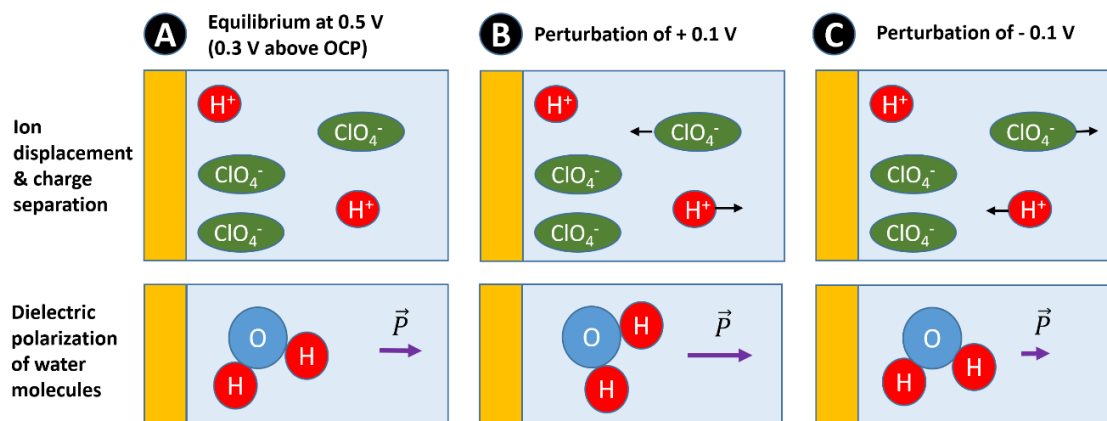 A
Equilibrium at 0.5 V
(0.3 V above OCP)
B
Perturbation of + 0.1 V
C
Perturbation of - 0.1 V
Ion
displacement
& charge
separation
H⁺
ClO₄⁻
ClO₄⁻
H⁺
ClO₄⁻
H⁺
ClO₄⁻
ClO₄⁻
H⁺
ClO₄⁻
H⁺
ClO₄⁻
ClO₄⁻
H⁺
ClO₄⁻
Dielectric
polarization
of water
molecules
O
H
H
P⃗
O
H
H
P⃗
O
H
H
P⃗